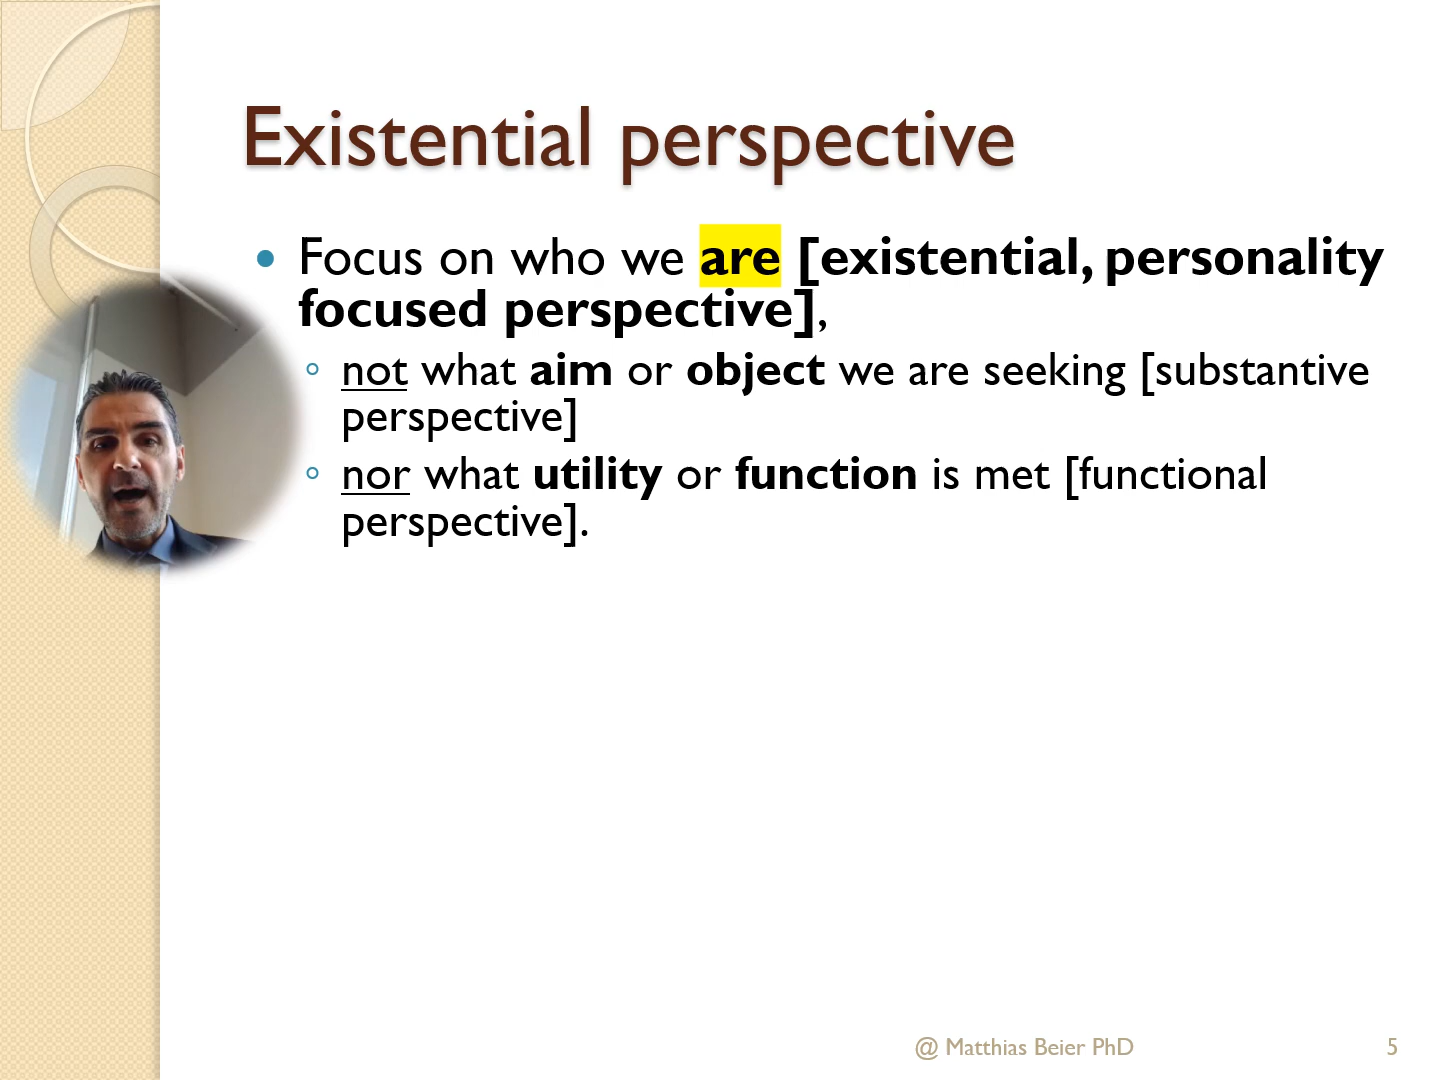 Existential perspective
Focus on who we are [existential, personality
focused perspective],
not what aim or object we are seeking [substantive
perspective]
nor what utility or function is met [functional
perspective].
@ Matthias Beier PhD
5